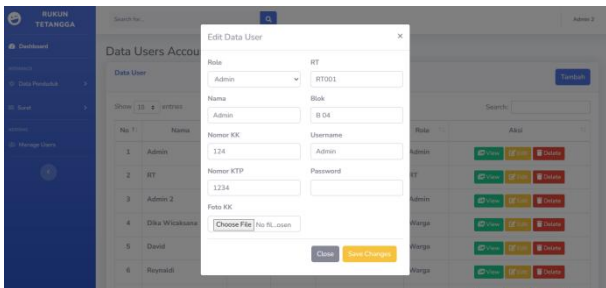 RUKUN
TETANGGA
Search for...
Admin 2
Dashboard
Data Penduduk
Surat
Manage Users
Data Users Accou
Data User
Tambah
Show 10 entries
Search:
No Nama Role Aksi
1 Admin Admin View Edit Delete
2 RT RT View Edit Delete
3 Admin 2 Admin View Edit Delete
4 Dika Wicaksana Warga View Edit Delete
5 David Warga View Edit Delete
6 Reynaldi Warga View Edit Delete
Edit Data User ×
Role RT
Admin RT001
Nama Blok
Admin B 04
Nomor KK Username
124 Admin
Nomor KTP Password
1234
Foto KK
Choose File No fil...osen
Close Save Changes